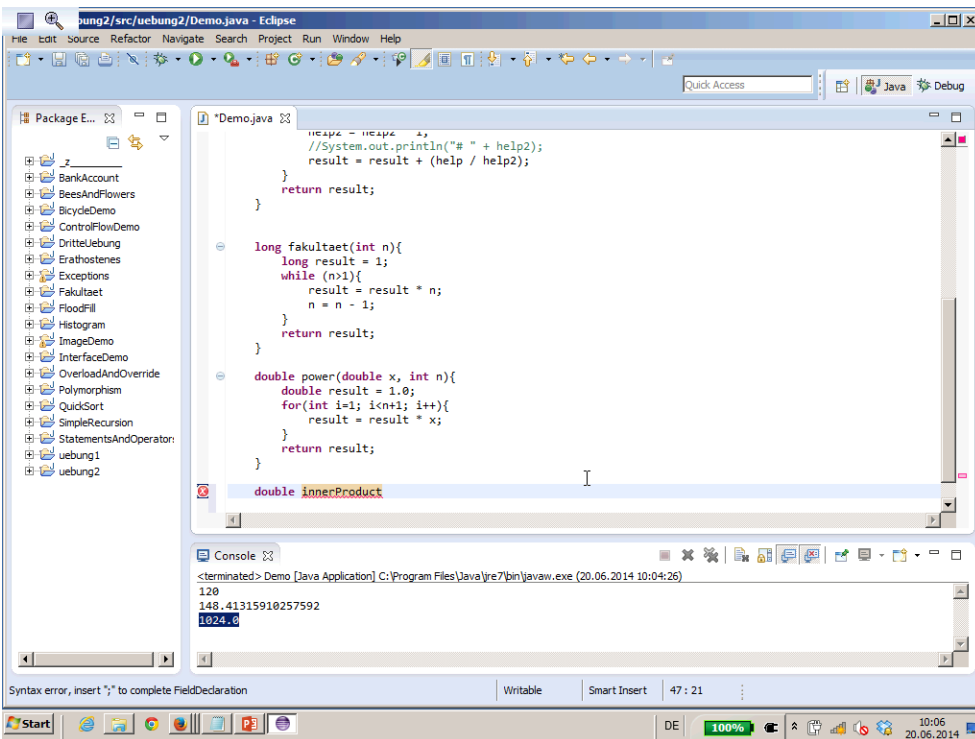 bung2/src/uebung2/Demo.java - Eclipse
File Edit Source Refactor Navigate Search Project Run Window Help
Quick Access
Java
Debug
Package E...
_z_________
BankAccount
BeesAndFlowers
BicycleDemo
ControlFlowDemo
DritteUebung
Erathostenes
Exceptions
Fakultaet
FloodFill
Histogram
ImageDemo
InterfaceDemo
OverloadAndOverride
Polymorphism
QuickSort
SimpleRecursion
StatementsAndOperator
uebung1
uebung2
*Demo.java
help2 = help2 1;
//System.out.println("# " + help2);
result = result + (help / help2);
}
return result;
}
long fakultaet(int n){
long result = 1;
while (n>1){
result = result * n;
n = n - 1;
}
return result;
}
double power(double x, int n){
double result = 1.0;
for(int i=1; i<n+1; i++){
result = result * x;
}
return result;
}
double innerProduct
Console
<terminated> Demo [Java Application] C:\Program Files\Java\jre7\bin\javaw.exe (20.06.2014 10:04:26)
120
148.41315910257592
1024.0
Syntax error, insert ";" to complete FieldDeclaration
Writable
Smart Insert
47 : 21
Start
DE
100%
10:06
20.06.2014